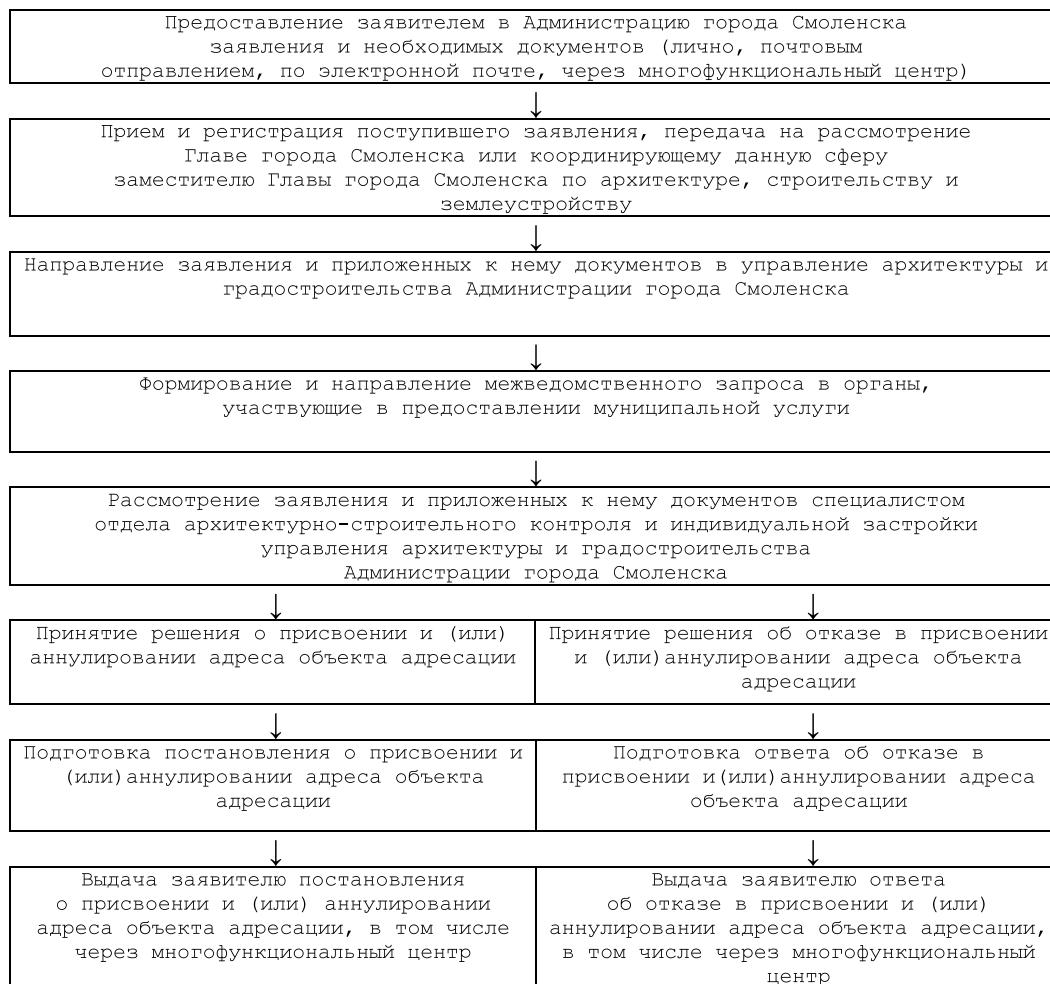 Предоставление заявителем в Администрацию города Смоленска
заявления и необходимых документов (лично, почтовым
отправлением, по электронной почте, через многофункциональный центр)
↓
Прием и регистрация поступившего заявления, передача на рассмотрение
Главе города Смоленска или координирующему данную сферу
заместителю Главы города Смоленска по архитектуре, строительству и
землеустройству
↓
Направление заявления и приложенных к нему документов в управление архитектуры и
градостроительства Администрации города Смоленска
↓
Формирование и направление межведомственного запроса в органы,
участвующие в предоставлении муниципальной услуги
↓
Рассмотрение заявления и приложенных к нему документов специалистом
отдела архитектурно-строительного контроля и индивидуальной застройки
управления архитектуры и градостроительства
Администрации города Смоленска
↓ ↓
Принятие решения о присвоении и (или)
аннулировании адреса объекта адресации
Принятие решения об отказе в присвоении
и (или)аннулировании адреса объекта
адресации
↓ ↓
Подготовка постановления о присвоении и
(или)аннулировании адреса объекта
адресации
Подготовка ответа об отказе в
присвоении и(или)аннулировании адреса
объекта адресации
↓ ↓
Выдача заявителю постановления
о присвоении и (или) аннулировании
адреса объекта адресации, в том числе
через многофункциональный центр
Выдача заявителю ответа
об отказе в присвоении и (или)
аннулировании адреса объекта адресации,
в том числе через многофункциональный
центр